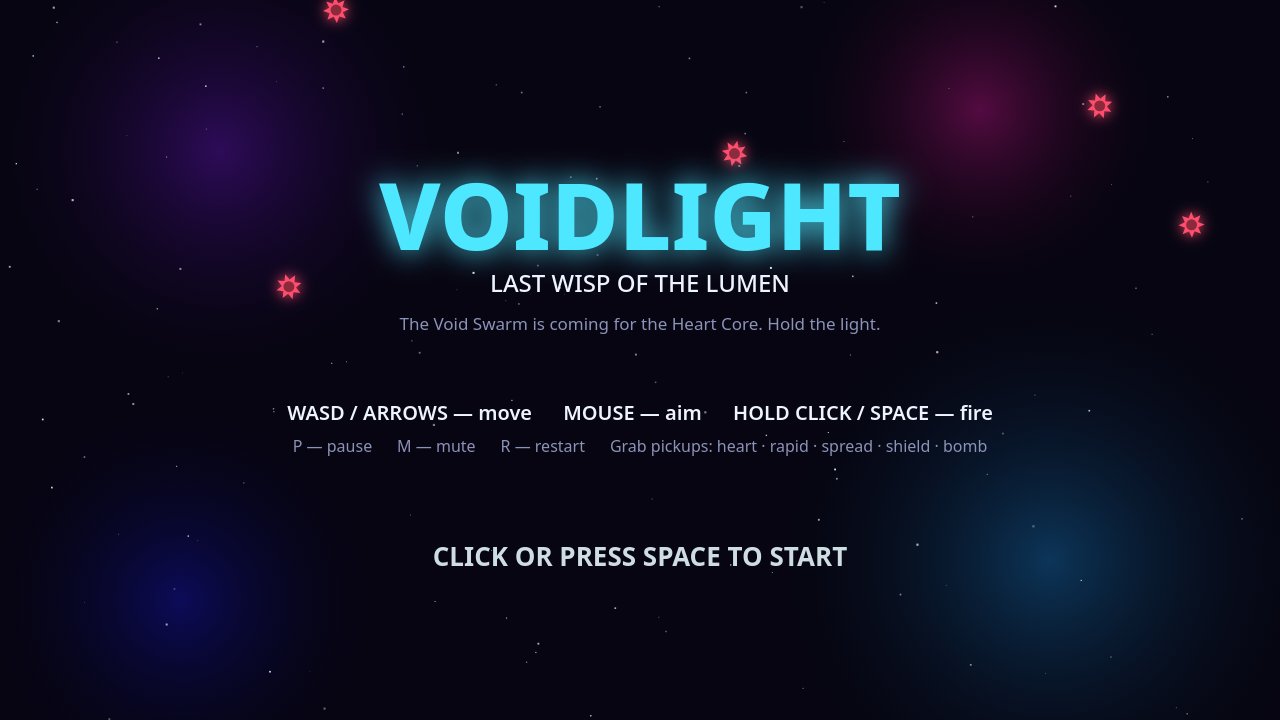 VOIDLIGHT
LAST WISP OF THE LUMEN
The Void Swarm is coming for the Heart Core. Hold the light.
WASD / ARROWS — move MOUSE — aim HOLD CLICK / SPACE — fire
P — pause M — mute R — restart Grab pickups: heart · rapid · spread · shield · bomb
CLICK OR PRESS SPACE TO START